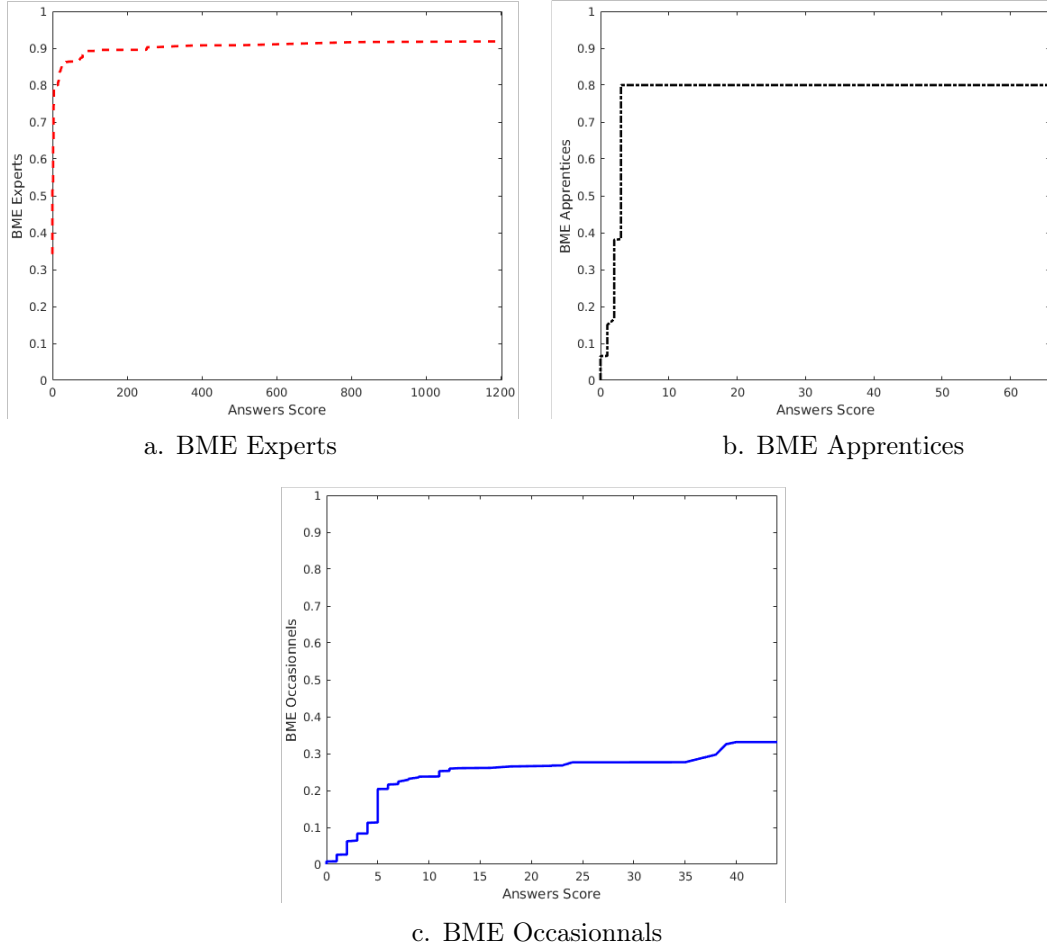 1
0.9
0.8
0.7
0.6
0.5
0.4
0.3
0.2
0.1
0
BME Experts
0 200 400 600 800 1000 1200
Answers Score
a. BME Experts
1
0.9
0.8
0.7
0.6
0.5
0.4
0.3
0.2
0.1
0
BME Apprentices
0 10 20 30 40 50 60
Answers Score
b. BME Apprentices
1
0.9
0.8
0.7
0.6
0.5
0.4
0.3
0.2
0.1
0
BME Occasionnels
0 5 10 15 20 25 30 35 40
Answers Score
c. BME Occasionnals